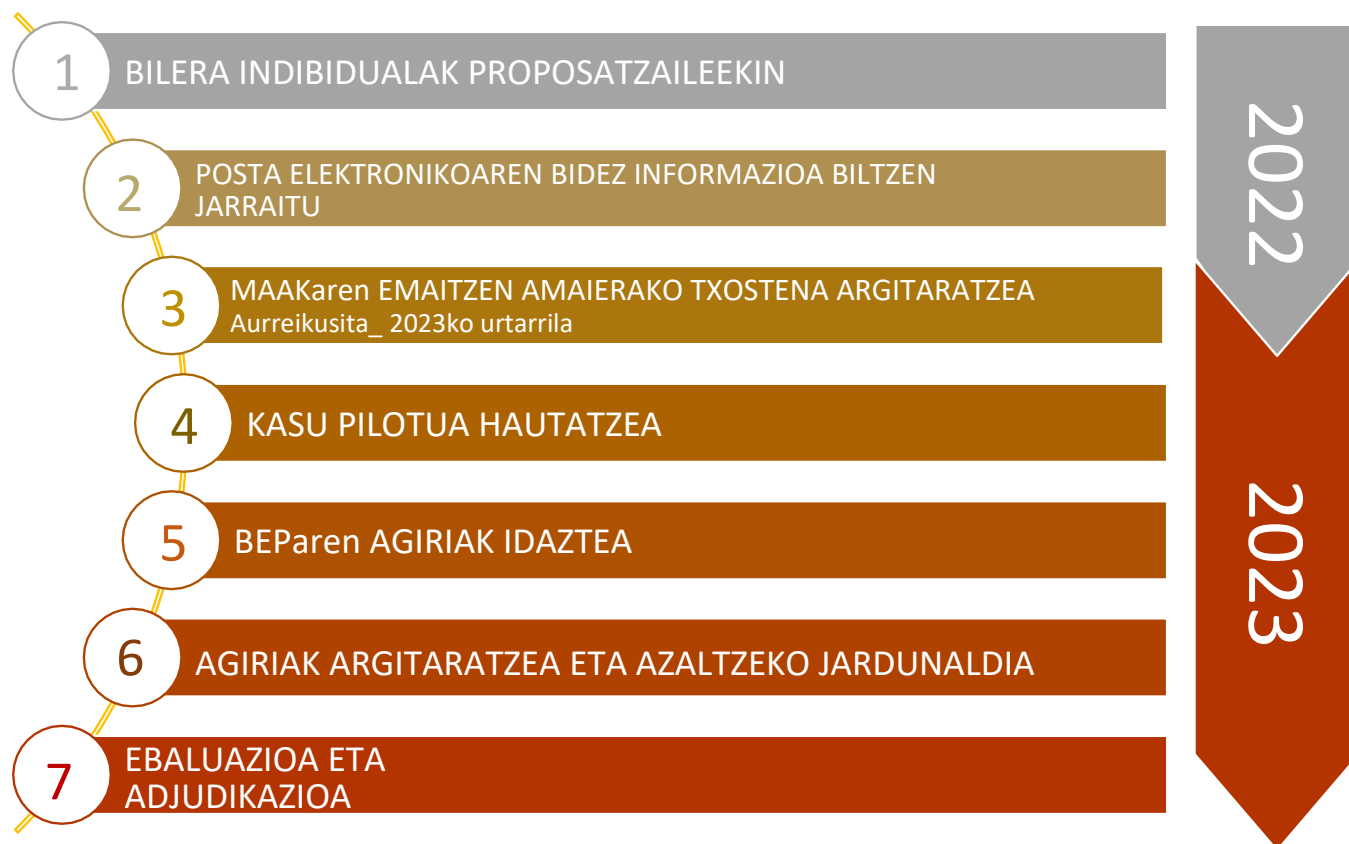 1
BILERA INDIBIDUALAK PROPOSATZAILEEKIN
2
POSTA ELEKTRONIKOAREN BIDEZ INFORMAZIOA BILTZEN
JARRAITU
3
MAAKaren EMAITZEN AMAIERAKO TXOSTENA ARGITARATZEA
Aurreikusita_ 2023ko urtarrila
4
KASU PILOTUA HAUTATZEA
5
BEParen AGIRIAK IDAZTEA
6
AGIRIAK ARGITARATZEA ETA AZALTZEKO JARDUNALDIA
7
EBALUAZIOA ETA
ADJUDIKAZIOA
2022
2023